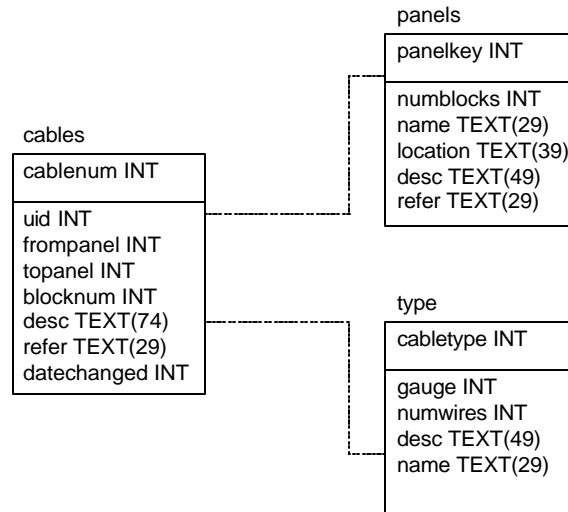 panels
panelkey INT
numblocks INT
name TEXT(29)
location TEXT(39)
desc TEXT(49)
refer TEXT(29)
cables
cablenum INT
uid INT
frompanel INT
topanel INT
blocknum INT
desc TEXT(74)
refer TEXT(29)
datechanged INT
type
cabletype INT
gauge INT
numwires INT
desc TEXT(49)
name TEXT(29)